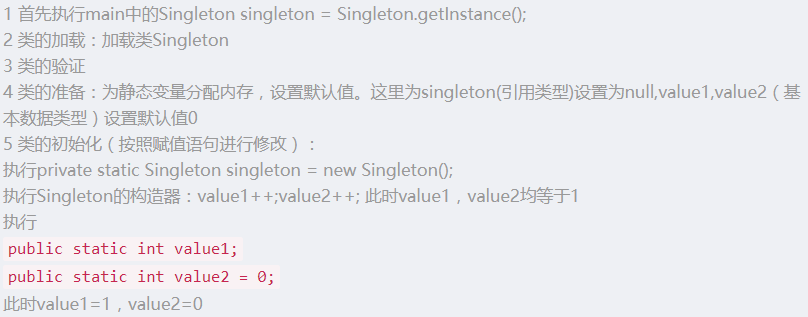 1 首先执行main中的Singleton singleton = Singleton.getInstance();
2 类的加载：加载类Singleton
3 类的验证
4 类的准备：为静态变量分配内存，设置默认值。这里为singleton(引用类型)设置为null,value1,value2（基
本数据类型）设置默认值0
5 类的初始化（按照赋值语句进行修改）：
执行private static Singleton singleton = new Singleton();
执行Singleton的构造器：value1++;value2++; 此时value1，value2均等于1
执行
public static int value1;
public static int value2 = 0;
此时value1=1，value2=0